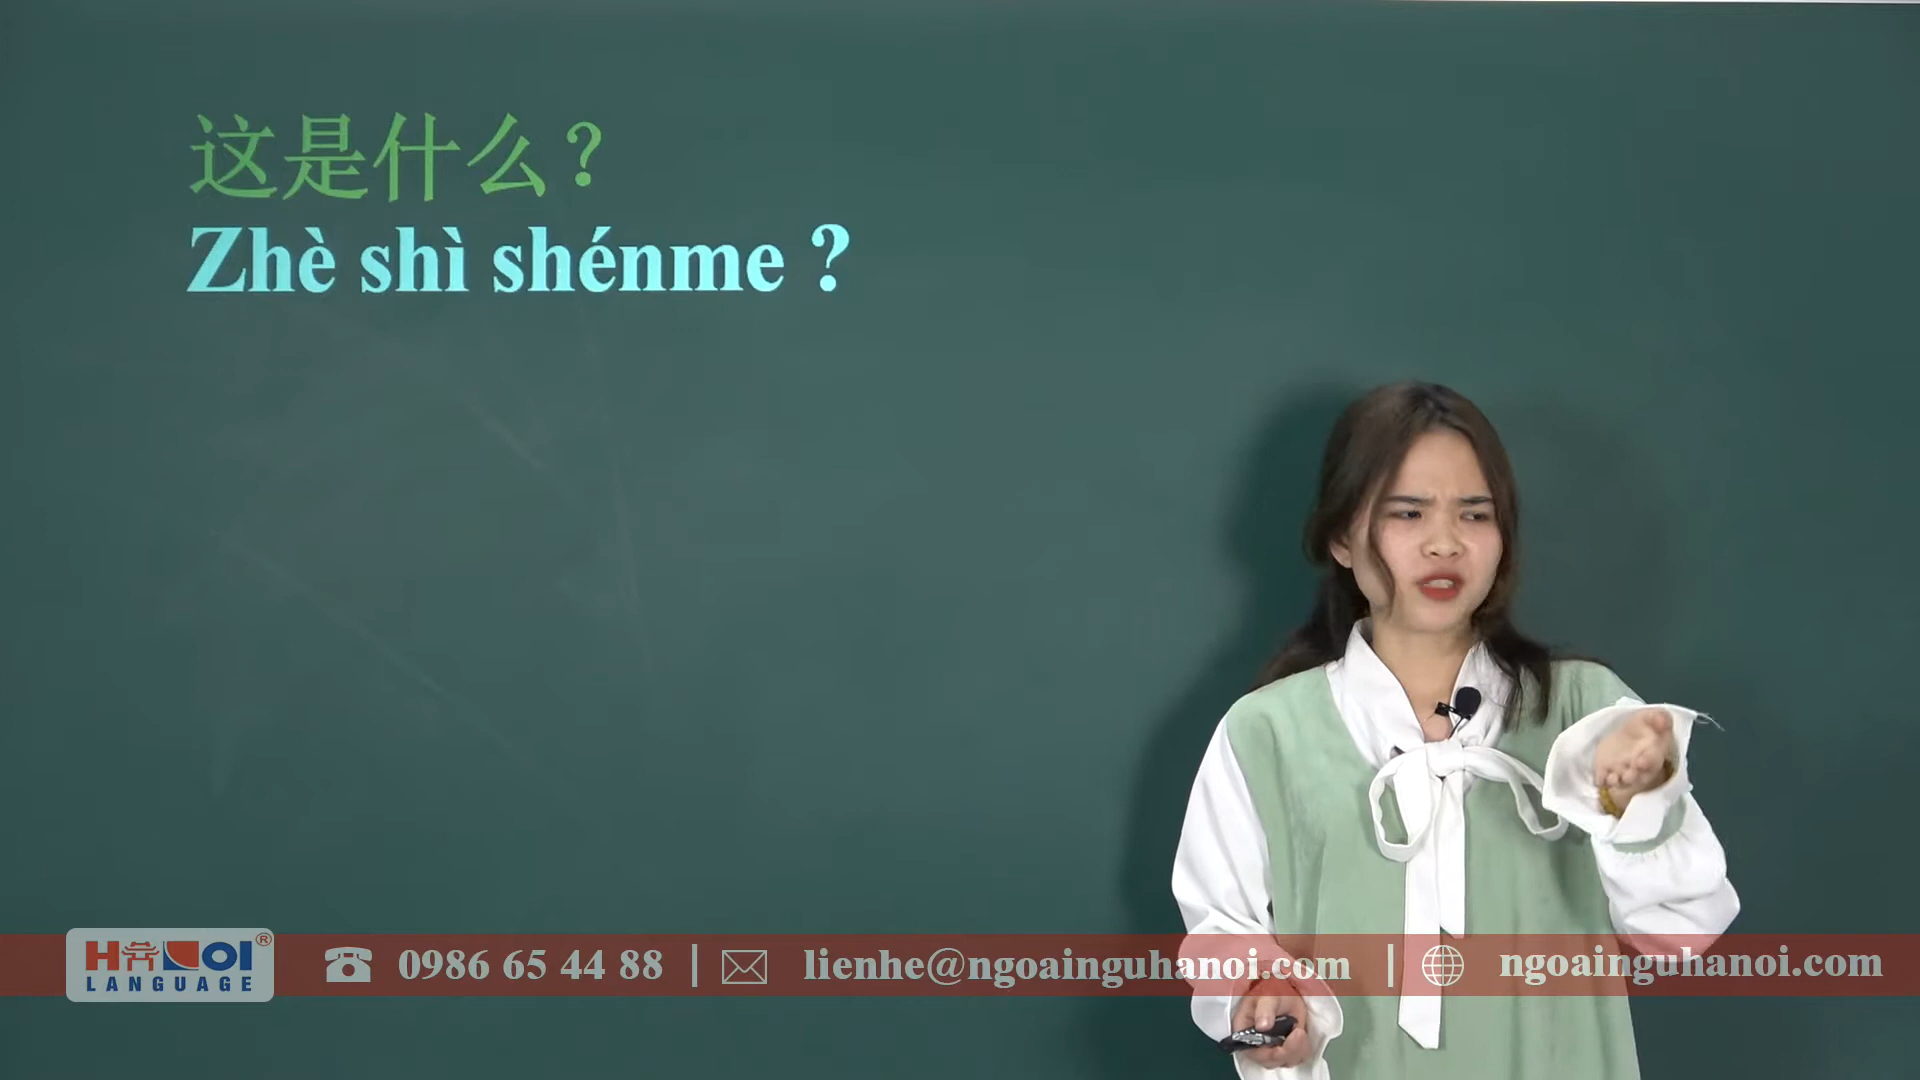 这是什么？
Zhè shì shénme ?
HANOI®
LANGUAGE
0986 65 44 88 | lienhe@ngoainguhanoi.com | ngoainguhanoi.com